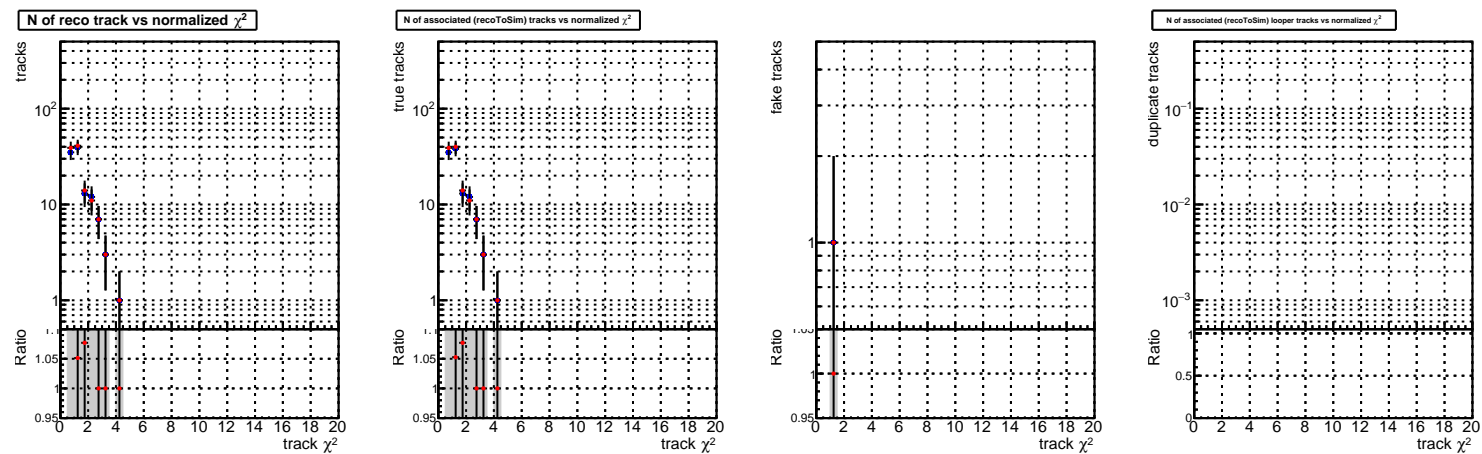 N of reco track vs normalized χ²
tracks
10²
10
1
Ratio
1.1
1.05
1
0.95
0 2 4 6 8 10 12 14 16 18 20
track χ²
N of associated (recoToSim) tracks vs normalized χ²
true tracks
10²
10
1
Ratio
1.1
1.05
1
0.95
0 2 4 6 8 10 12 14 16 18 20
track χ²
fake tracks
1
Ratio
1.05
1
0.95
0 2 4 6 8 10 12 14 16 18 20
track χ²
N of associated (recoToSim) looper tracks vs normalized χ²
duplicate tracks
10⁻¹
10⁻²
10⁻³
Ratio
1
0.5
0
0 2 4 6 8 10 12 14 16 18 20
track χ²